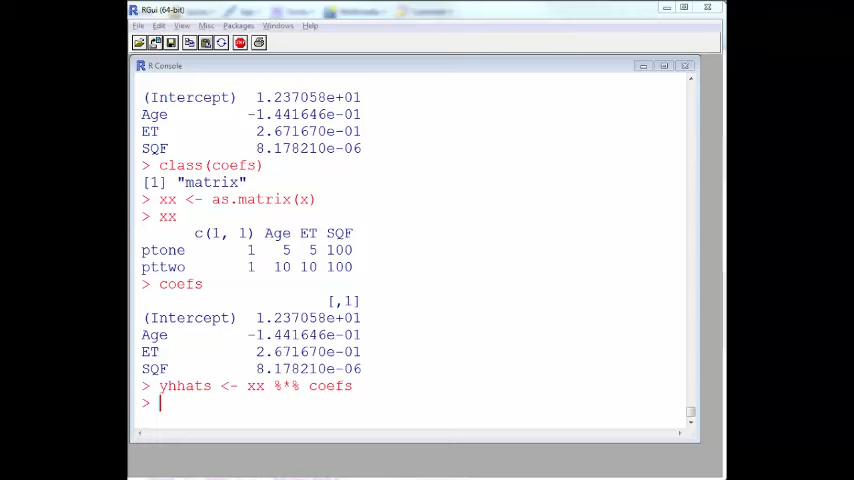 RGui (64-bit)
File Edit View Misc Packages Windows Help
STOP
R Console
(Intercept) 1.237058e+01
Age -1.441646e-01
ET 2.671670e-01
SQF 8.178210e-06
> class(coefs)
[1] "matrix"
> xx <- as.matrix(x)
> xx
c(1, 1) Age ET SQF
ptone 1 5 5 100
pttwo 1 10 10 100
> coefs
[,1]
(Intercept) 1.237058e+01
Age -1.441646e-01
ET 2.671670e-01
SQF 8.178210e-06
> yhhats <- xx %*% coefs
>